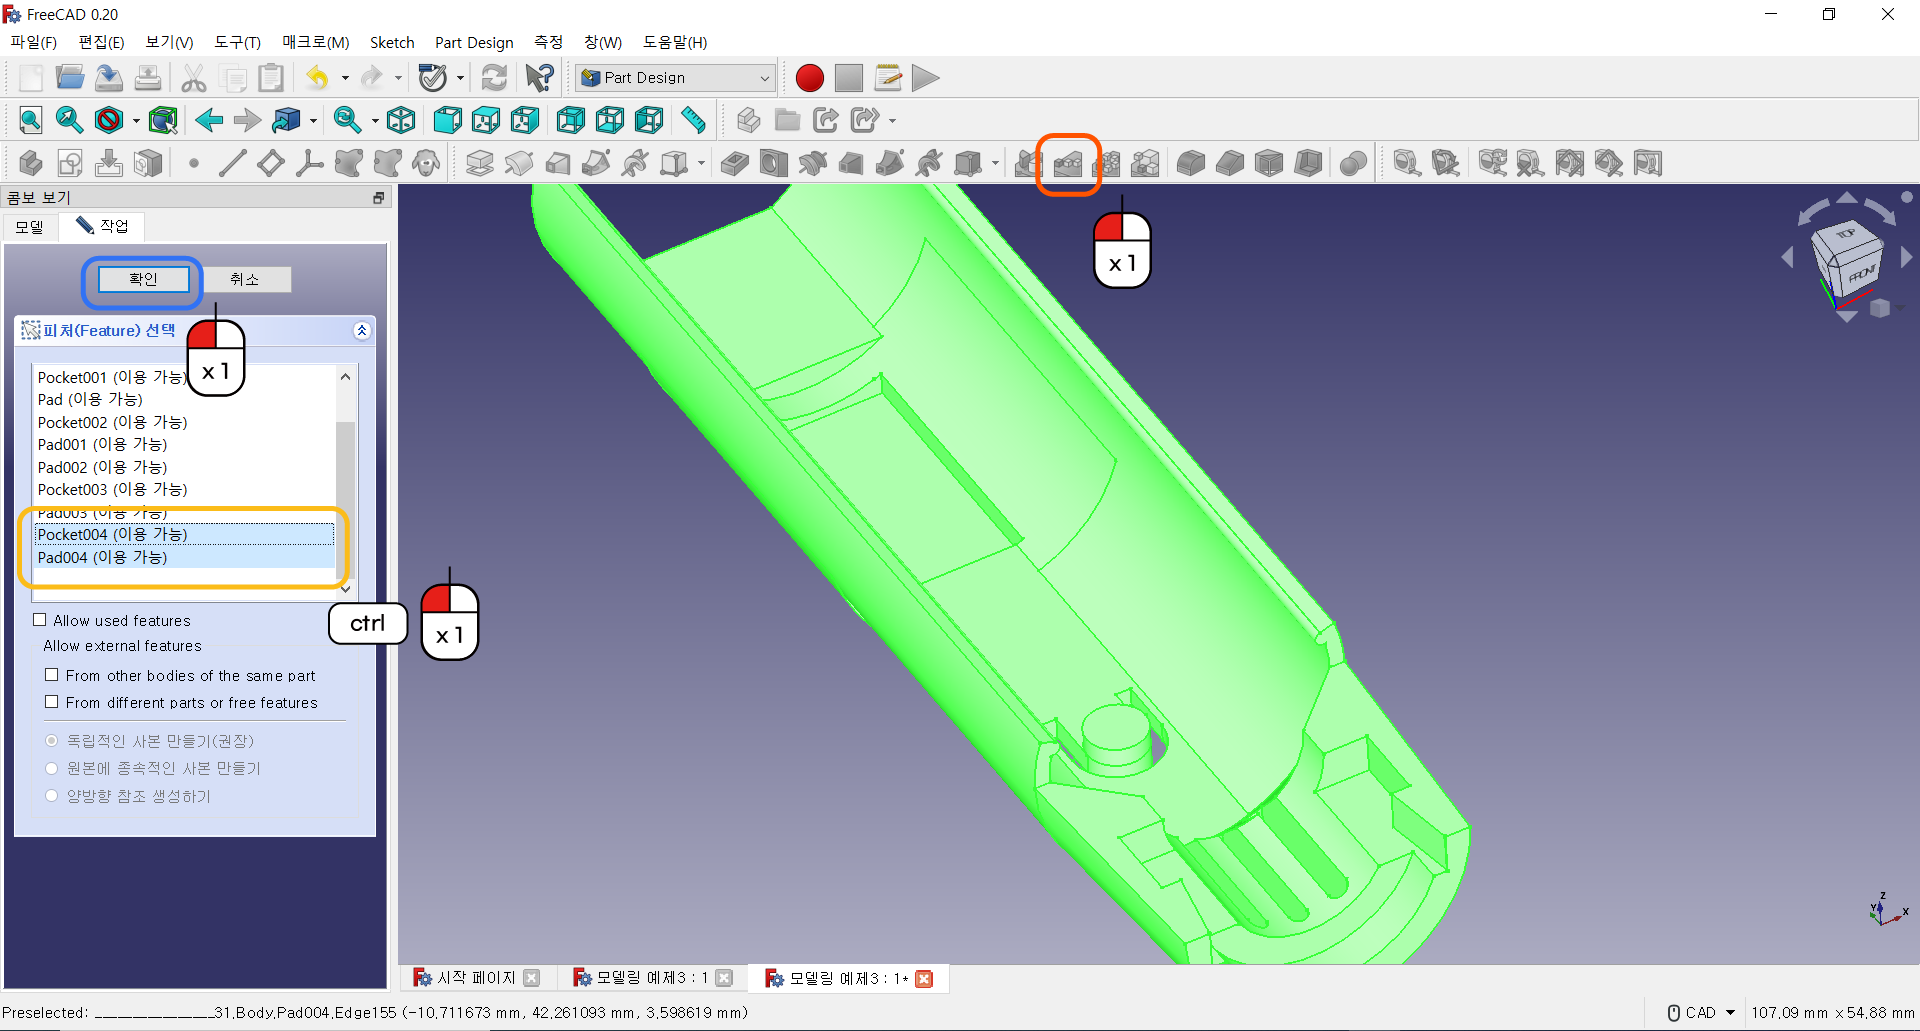 FreeCAD 0.20
파일(F) 편집(E) 보기(V) 도구(T) 매크로(M) Sketch Part Design 측정 창(W) 도움말(H)
Part Design
콤보 보기
모델 작업
확인 취소
피처(Feature) 선택
x 1
x 1
TOP
FRONT
Pocket001 (이용 가능)
Pad (이용 가능)
Pocket002 (이용 가능)
Pad001 (이용 가능)
Pad002 (이용 가능)
Pocket003 (이용 가능)
Pad003 (이용 가능)
Pocket004 (이용 가능)
Pad004 (이용 가능)
Allow used features
ctrl
x 1
Allow external features
From other bodies of the same part
From different parts or free features
독립적인 사본 만들기(권장)
원본에 종속적인 사본 만들기
양방향 참조 생성하기
Z
Y X
시작 페이지 모델링 예제3 : 1 모델링 예제3 : 1*
Preselected: ________________31.Body.Pad004.Edge155 (-10.711673 mm, 42.261093 mm, 3.598619 mm)
CAD 107.09 mm x 54.88 mm